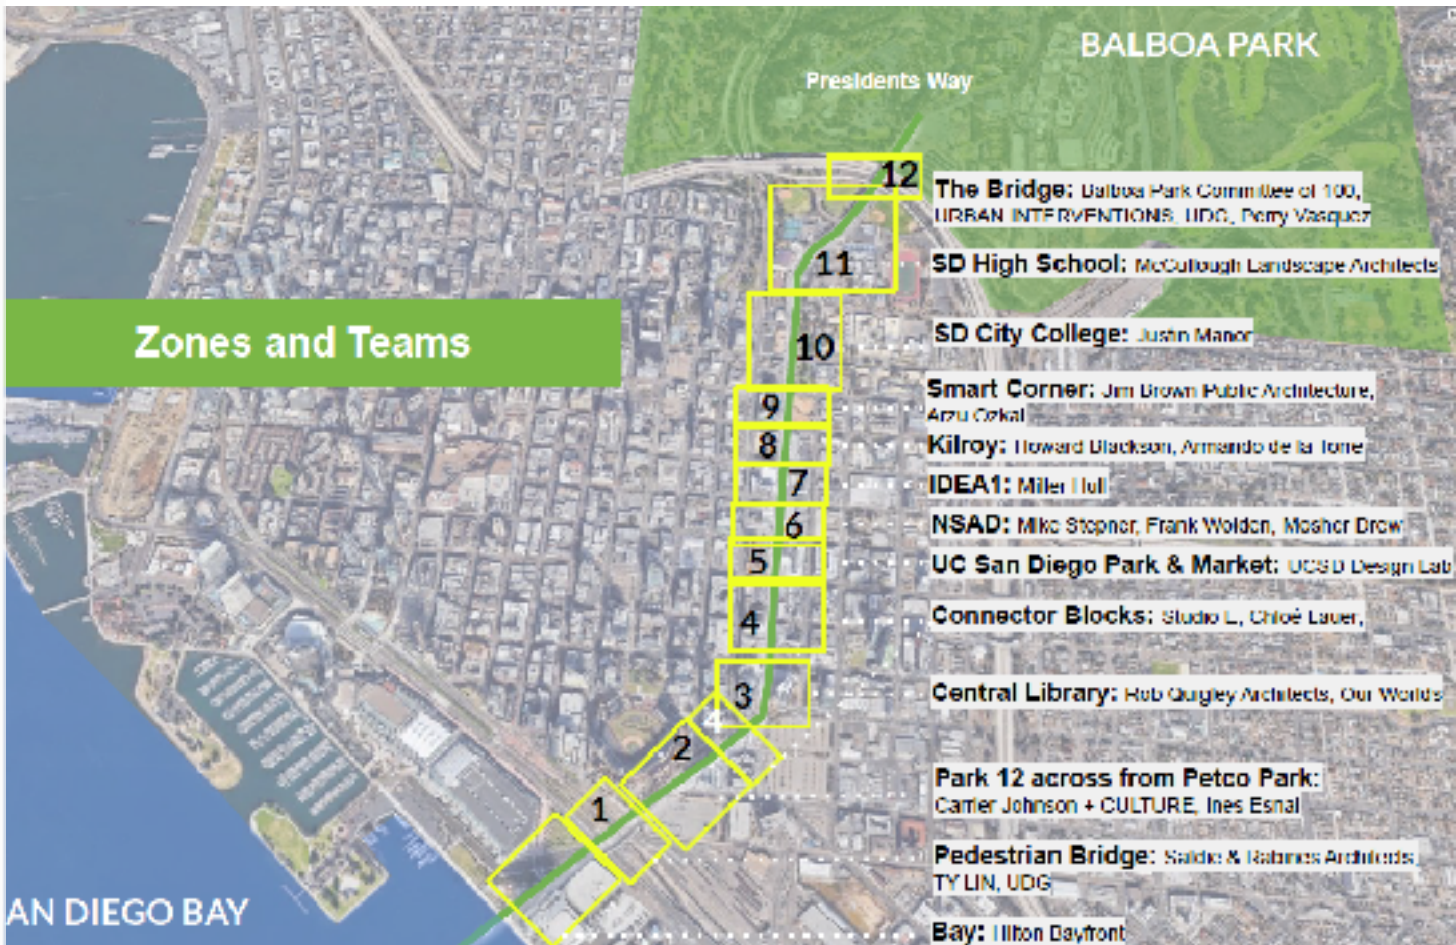 BALBOA PARK
Presidents Way
12
The Bridge: Balboa Park Committee of 100,
URBAN INTERVENTIONS, UDG, Perry Vasquez
11
SD High School: McCullough Landscape Architects
Zones and Teams
10
SD City College: Justin Manor
9
Smart Corner: Jim Brown Public Architecture,
Arzu Ozkal
8
Kilroy: Howard Blackson, Armando de la Torre
7
IDEA1: Miller Hull
6
NSAD: Mike Stepner, Frank Wolden, Mosher Drew
5
UC San Diego Park & Market: UCSD Design Lab
4
Connector Blocks: Studio E, Chloé Lauer,
3
Central Library: Rob Quigley Architects, Our Worlds
4
2
Park 12 across from Petco Park:
Carrier Johnson + CULTURE, Ines Esnal
1
Pedestrian Bridge: Architects,
TY LIN, UDG
AN DIEGO BAY
Bay: Hilton Bayfront